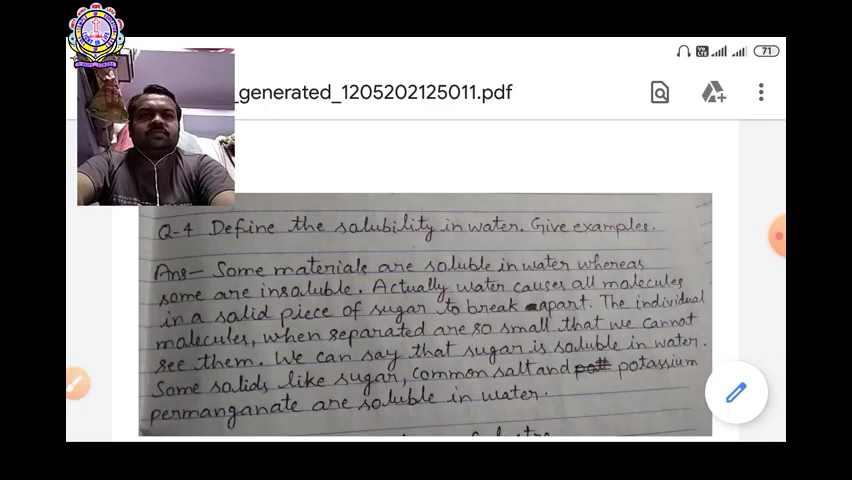 71
_generated_1205202125011.pdf
Q-4 Define the solubility in water. Give examples.
Ans- Some materials are soluble in water whereas
some are insoluble. Actually water causes all molecules
in a solid piece of sugar to break apart. The individual
molecules, when separated are so small that we cannot
see them. We can say that sugar is soluble in water.
Some solids like sugar, common salt and potassium
permanganate are soluble in water.